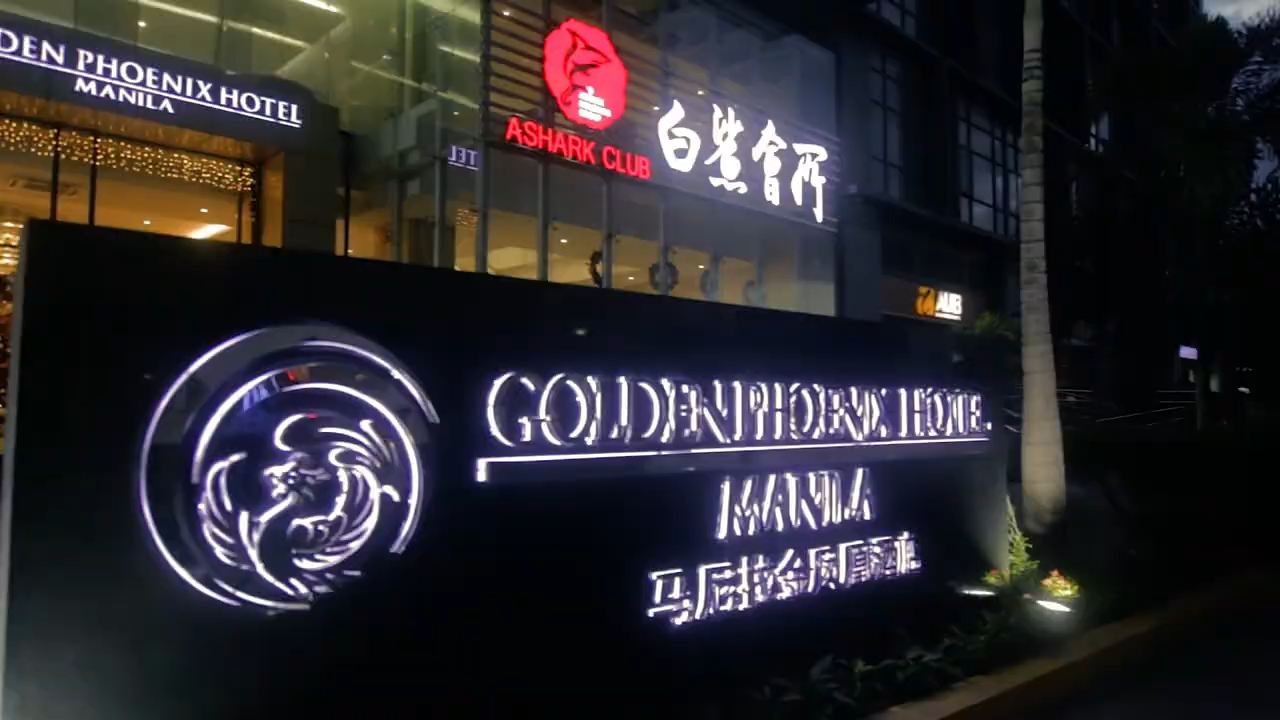 DEN PHOENIX HOTEL
MANILA
ASHARK CLUB
白鯊會所
AUB
GOLDEN PHOENIX HOTEL
MANILA
马尼拉金凤凰酒店